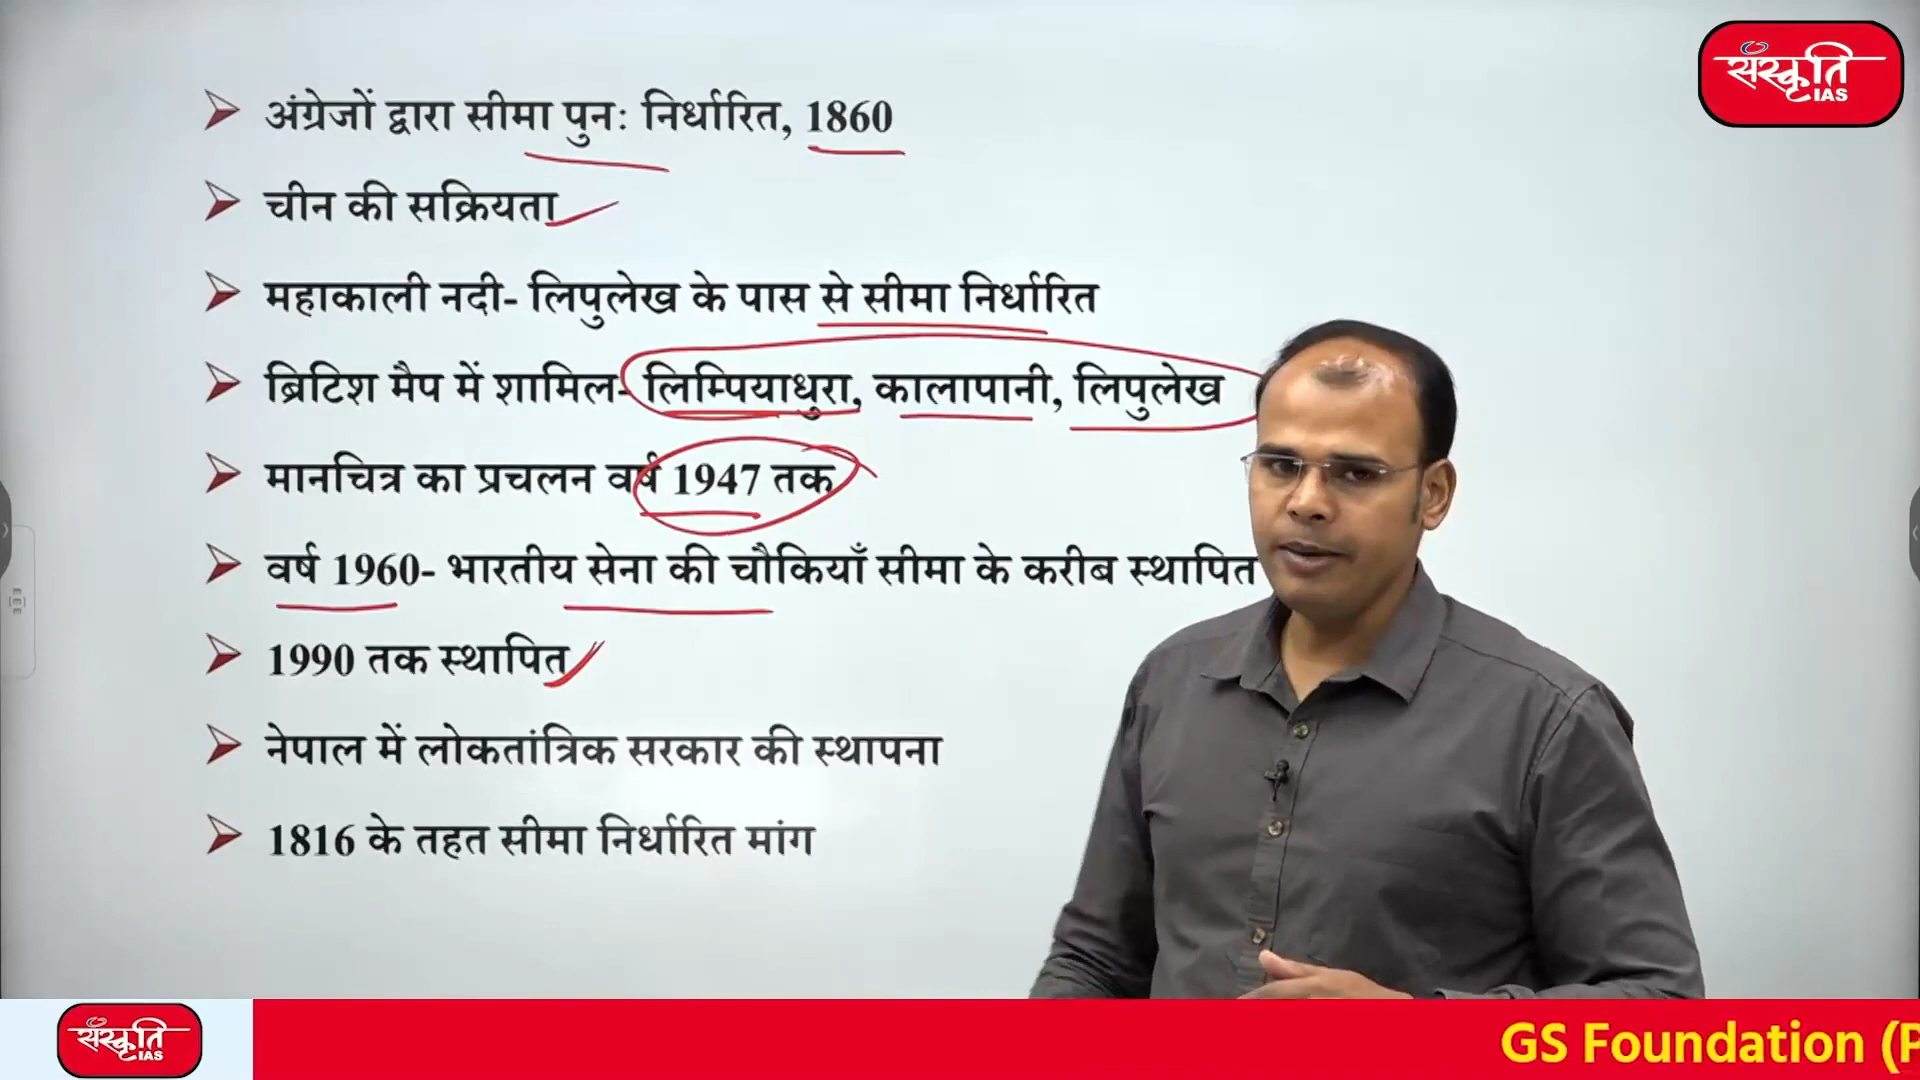 संस्कृति
IAS
अंग्रेजों द्वारा सीमा पुनः निर्धारित, 1860
चीन की सक्रियता
महाकाली नदी- लिपुलेख के पास से सीमा निर्धारित
ब्रिटिश मैप में शामिल- लिम्पियाधुरा, कालापानी, लिपुलेख
मानचित्र का प्रचलन वर्ष 1947 तक
वर्ष 1960- भारतीय सेना की चौकियाँ सीमा के करीब स्थापित
1990 तक स्थापित
नेपाल में लोकतांत्रिक सरकार की स्थापना
1816 के तहत सीमा निर्धारित मांग
संस्कृति
IAS
GS Foundation (P